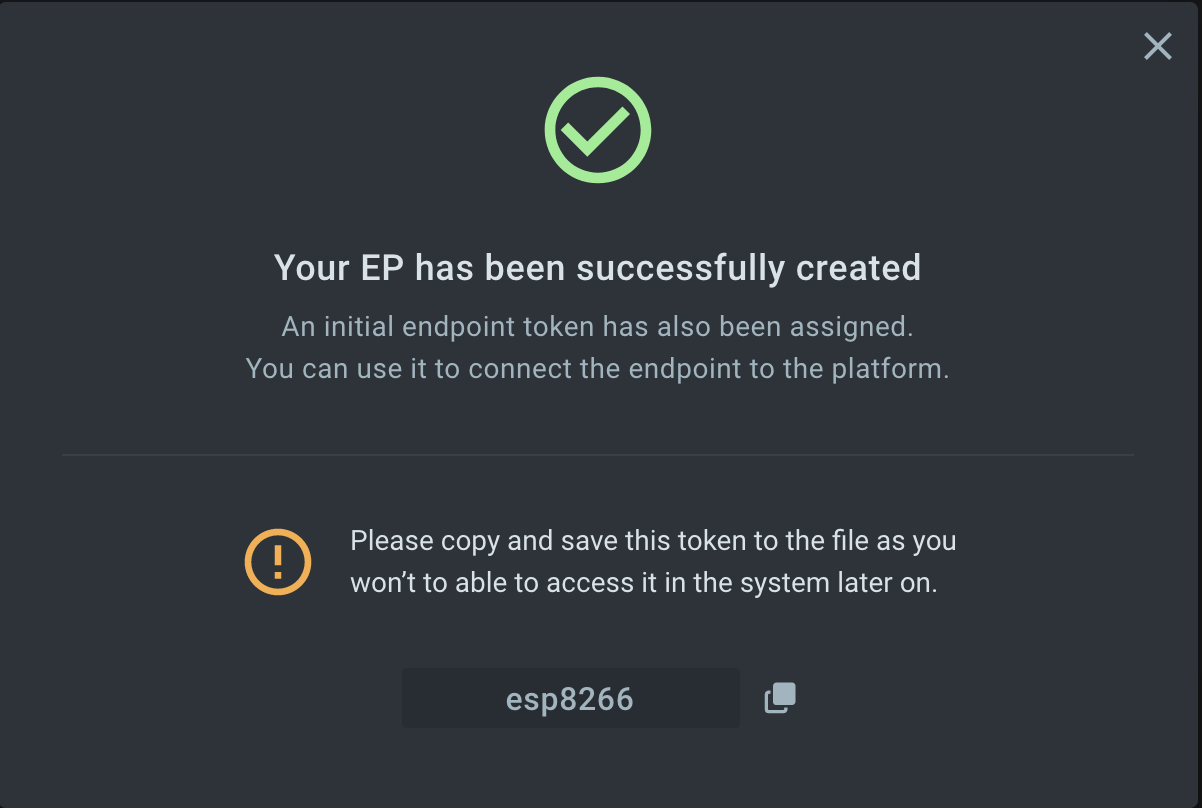 Your EP has been successfully created
An initial endpoint token has also been assigned.
You can use it to connect the endpoint to the platform.
Please copy and save this token to the file as you
won’t to able to access it in the system later on.
esp8266